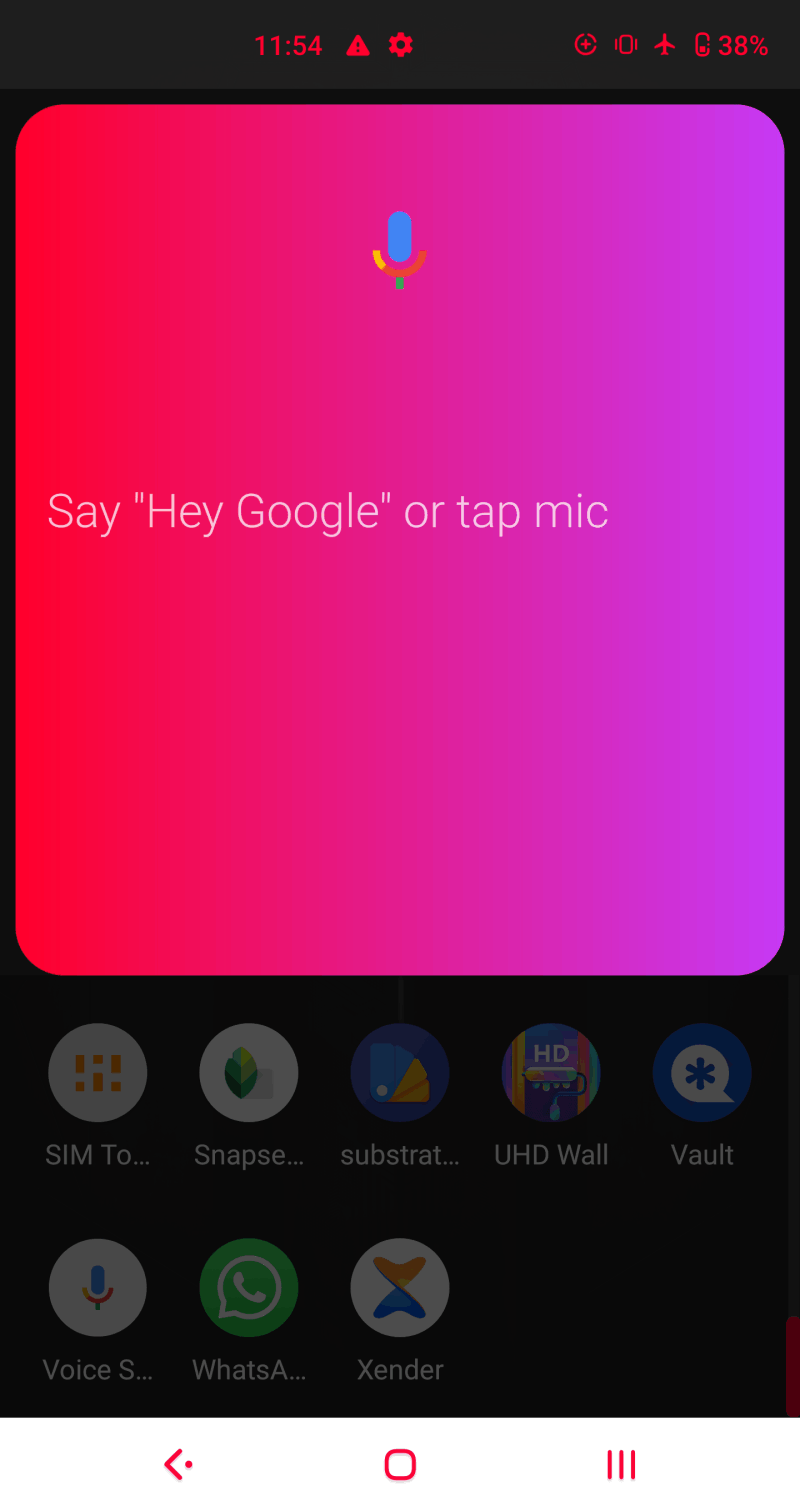 11:54 38%
Say "Hey Google" or tap mic
HD
SIM To... Snapse... substrat... UHD Wall Vault
Voice S... WhatsA... Xender